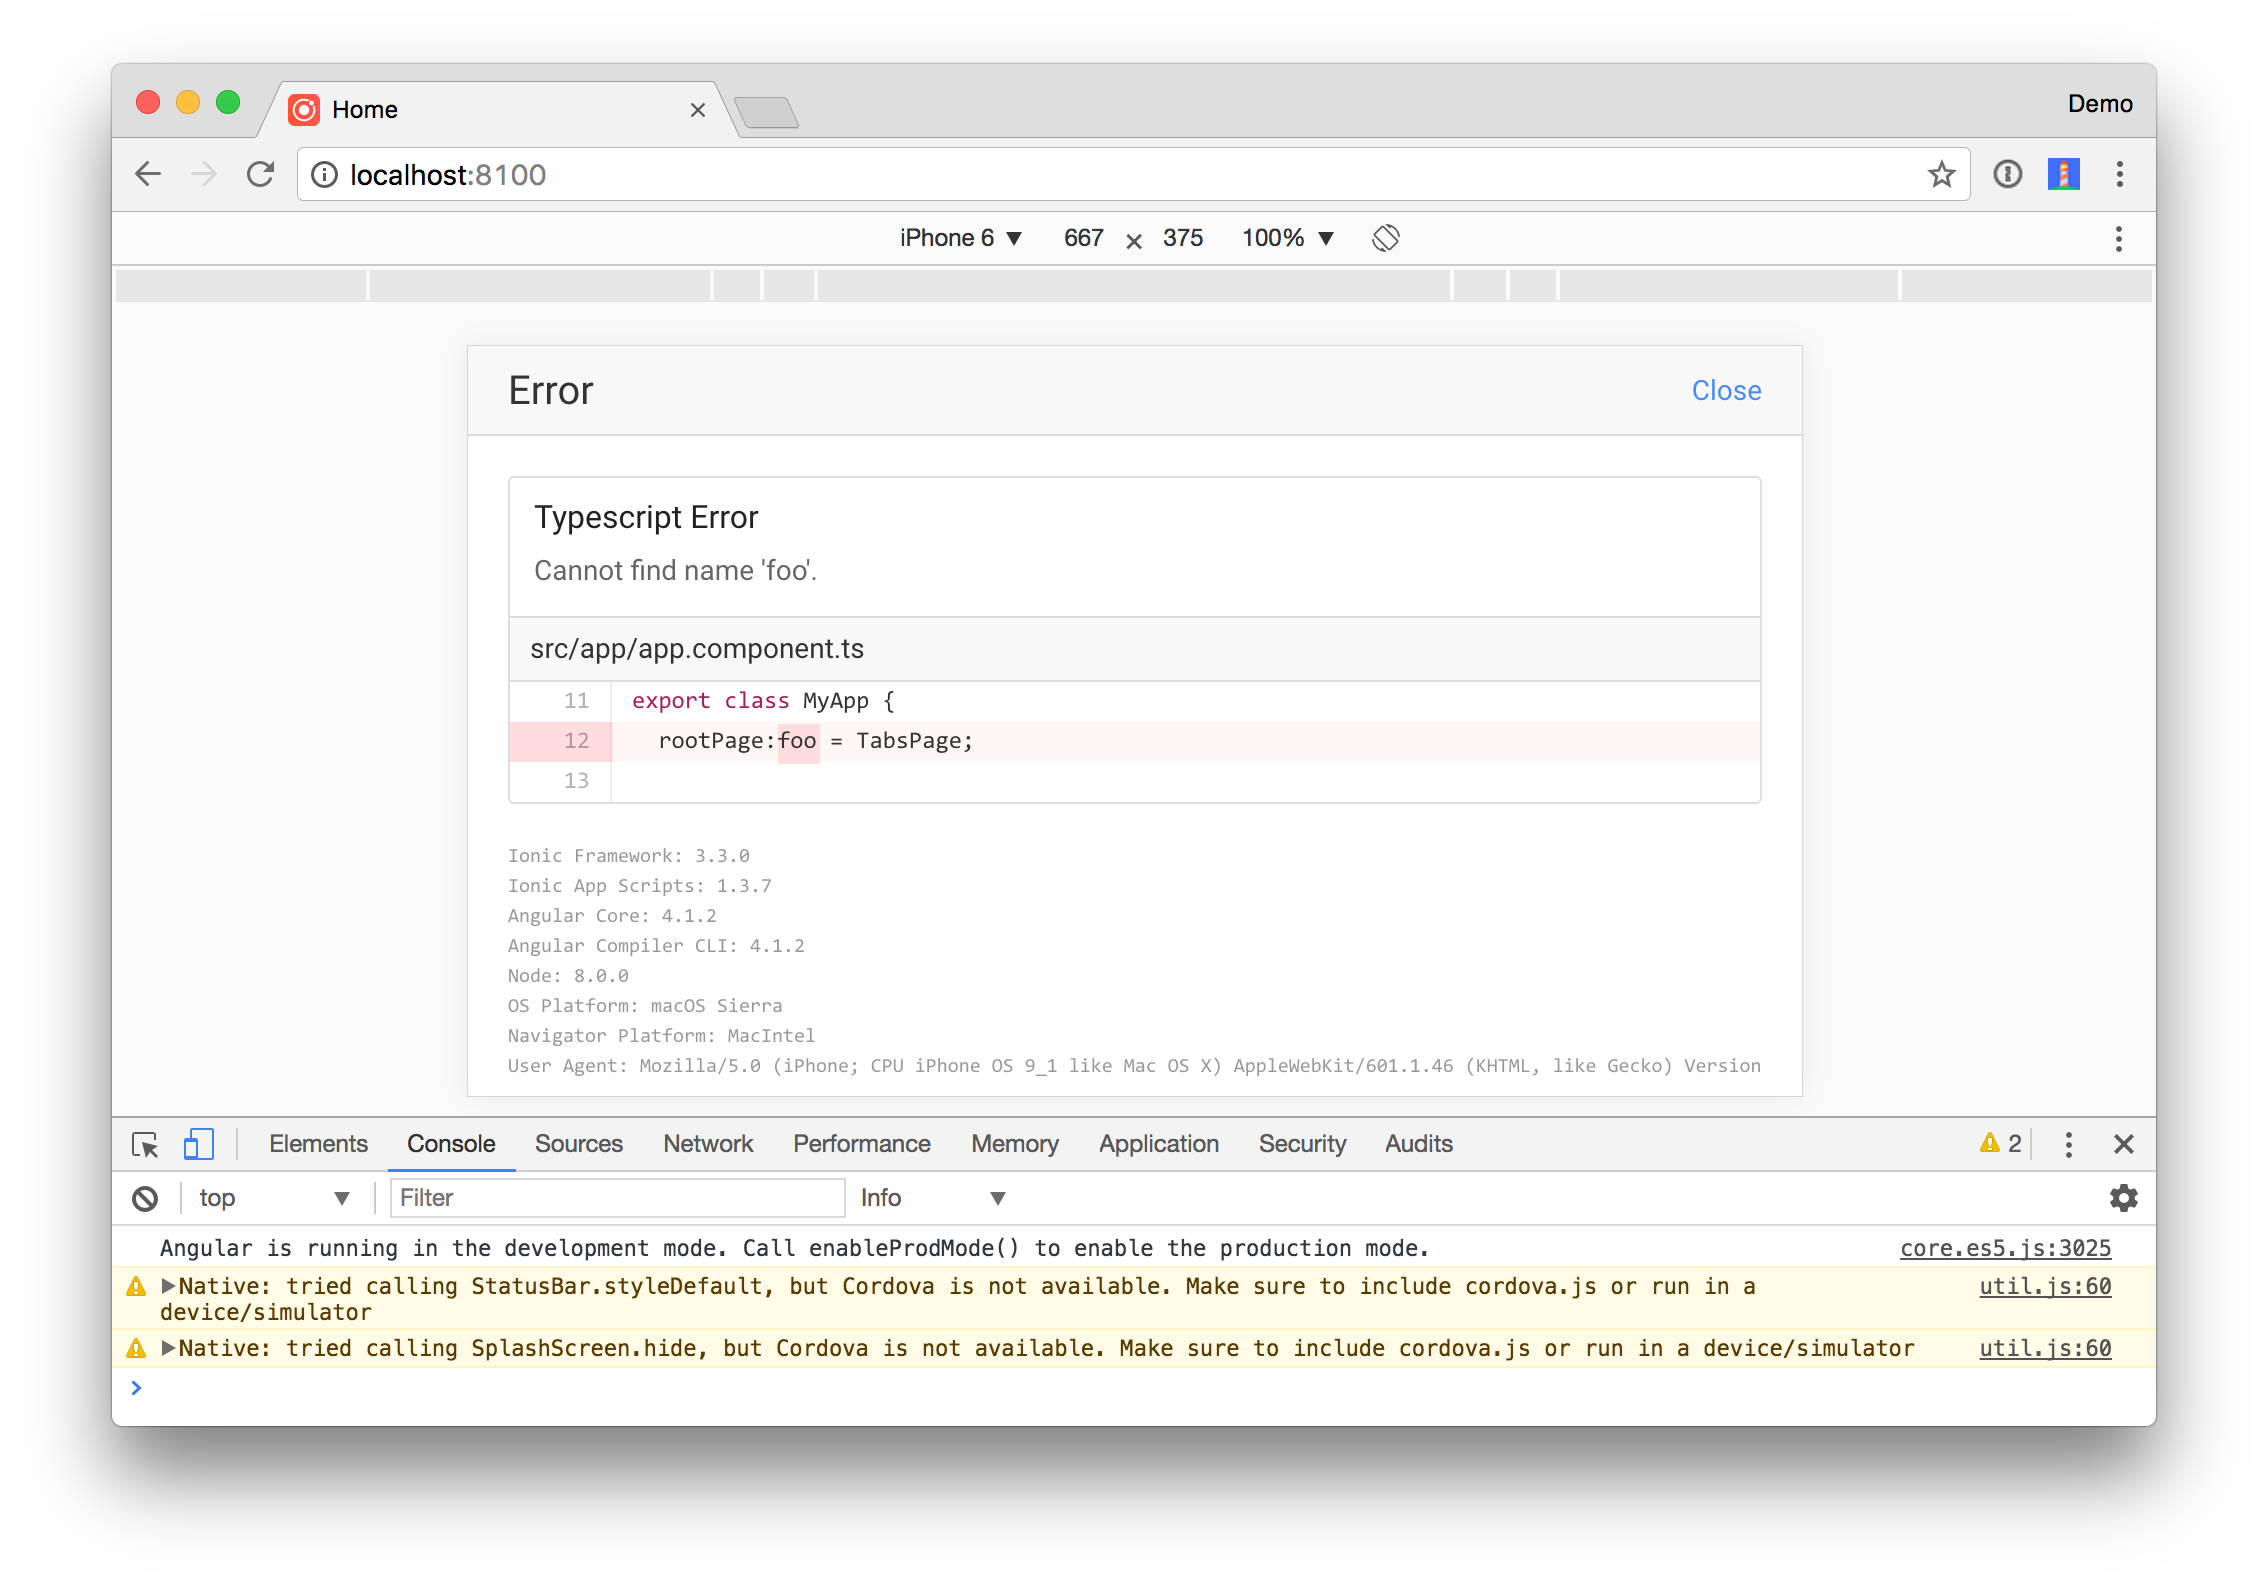 Home
Demo
localhost:8100
iPhone 6 ▼ 667 × 375 100% ▼
Error
Close
Typescript Error
Cannot find name 'foo'.
src/app/app.component.ts
11 export class MyApp {
12 rootPage:foo = TabsPage;
13
Ionic Framework: 3.3.0
Ionic App Scripts: 1.3.7
Angular Core: 4.1.2
Angular Compiler CLI: 4.1.2
Node: 8.0.0
OS Platform: macOS Sierra
Navigator Platform: MacIntel
User Agent: Mozilla/5.0 (iPhone; CPU iPhone OS 9_1 like Mac OS X) AppleWebKit/601.1.46 (KHTML, like Gecko) Version
Elements Console Sources Network Performance Memory Application Security Audits 2
top ▼ Filter Info ▼
Angular is running in the development mode. Call enableProdMode() to enable the production mode. core.es5.js:3025
▶Native: tried calling StatusBar.styleDefault, but Cordova is not available. Make sure to include cordova.js or run in a util.js:60
device/simulator
▶Native: tried calling SplashScreen.hide, but Cordova is not available. Make sure to include cordova.js or run in a device/simulator util.js:60